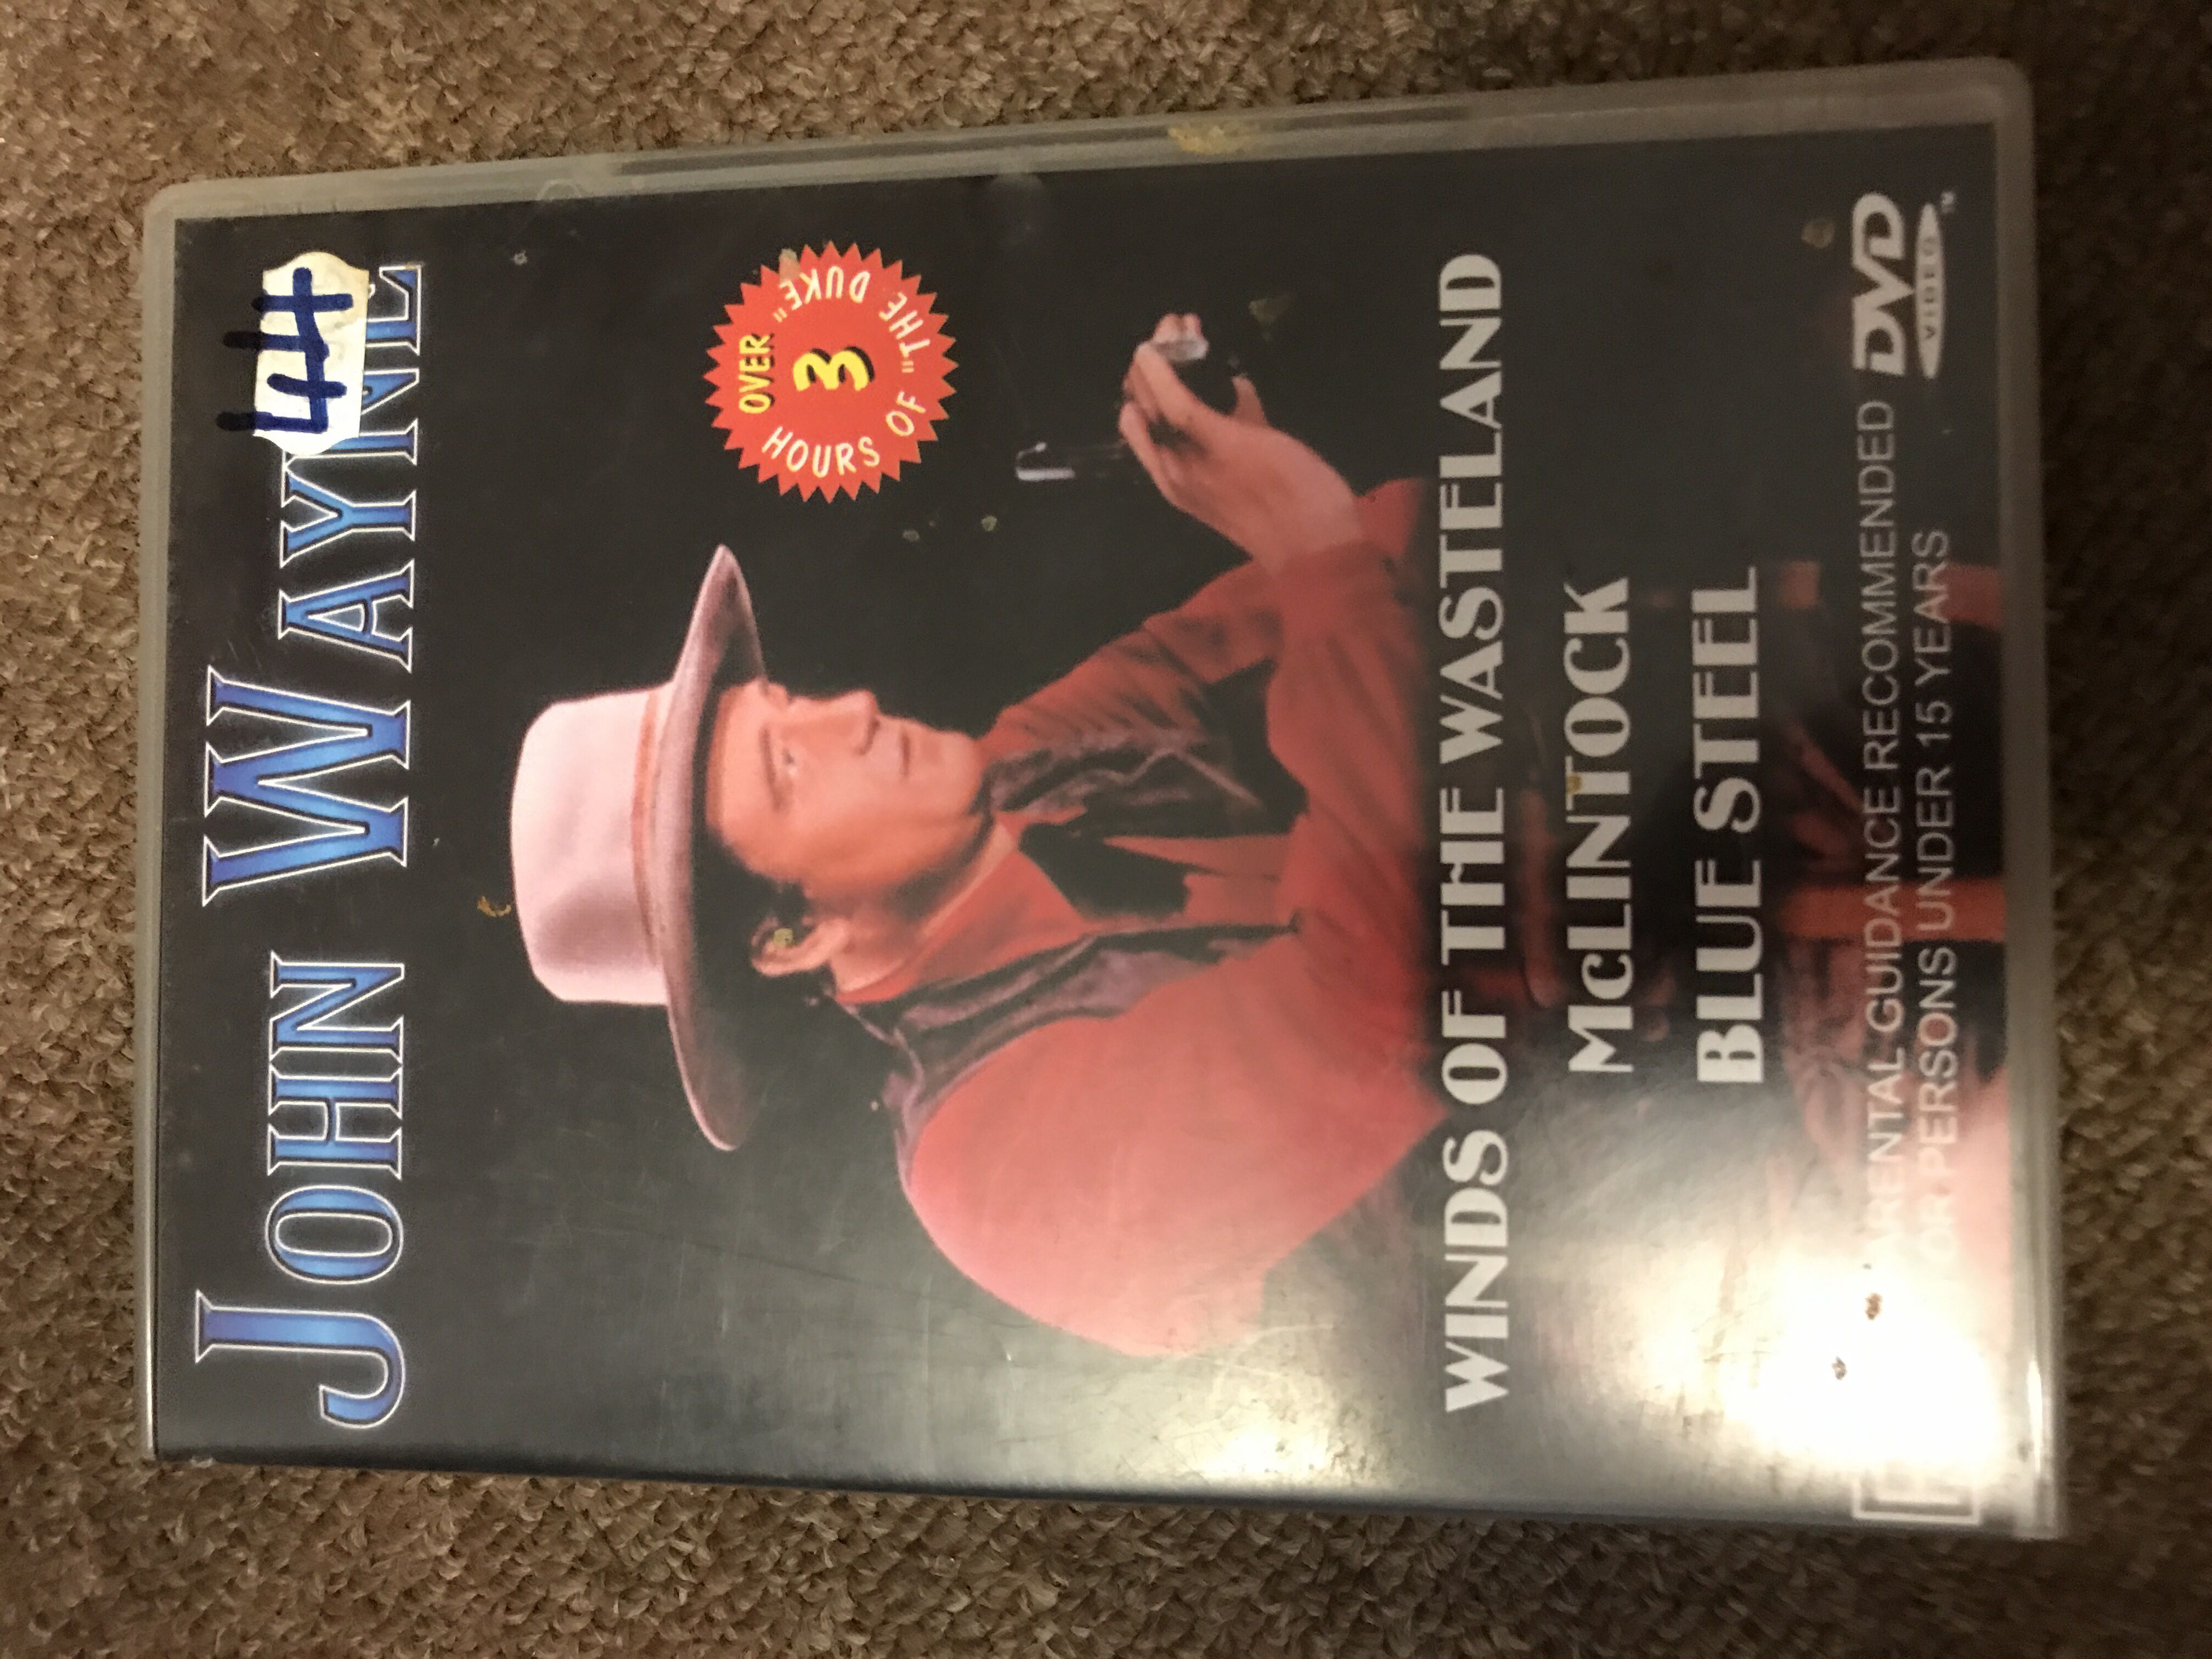 JOHN WAYNE
44
OVER
3
HOURS OF "THE DUKE"
WINDS OF THE WASTELAND
McLINTOCK
BLUE STEEL
PARENTAL GUIDANCE RECOMMENDED
FOR PERSONS UNDER 15 YEARS
DVD
VIDEO
TM